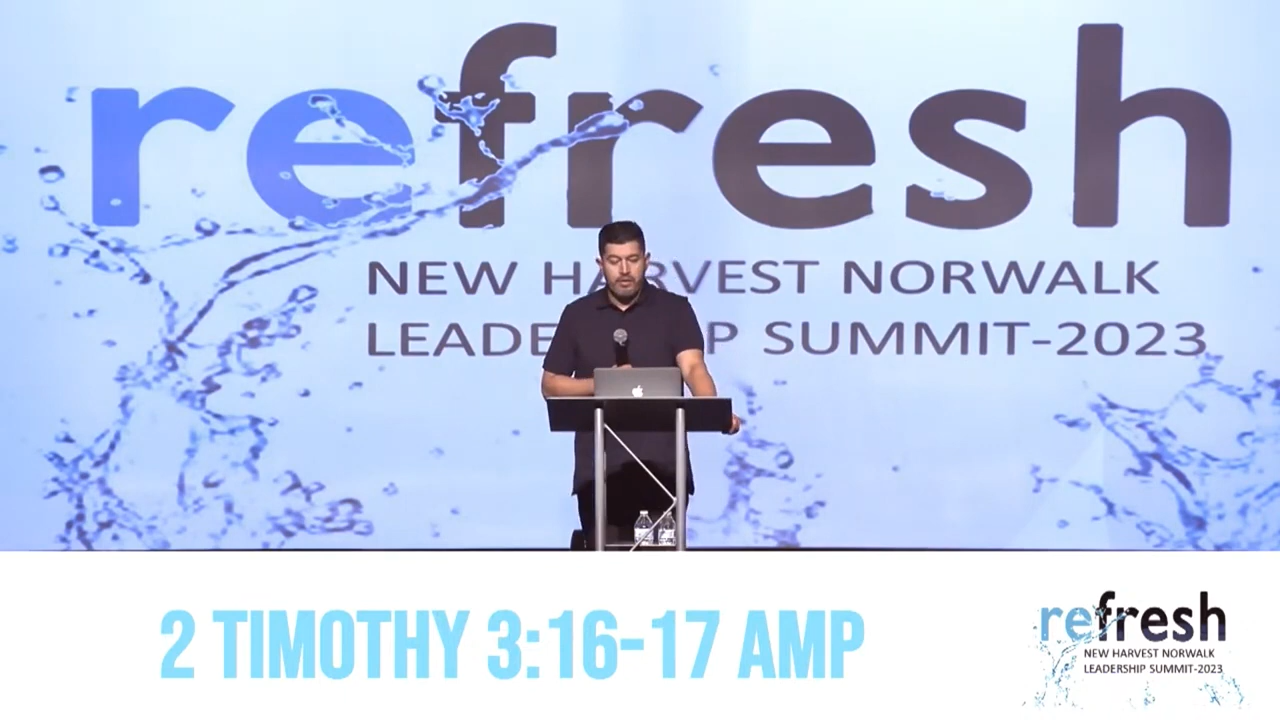 refresh
NEW HARVEST NORWALK
LEADERSHIP SUMMIT-2023
2 TIMOTHY 3:16-17 AMP
refresh
NEW HARVEST NORWALK
LEADERSHIP SUMMIT-2023